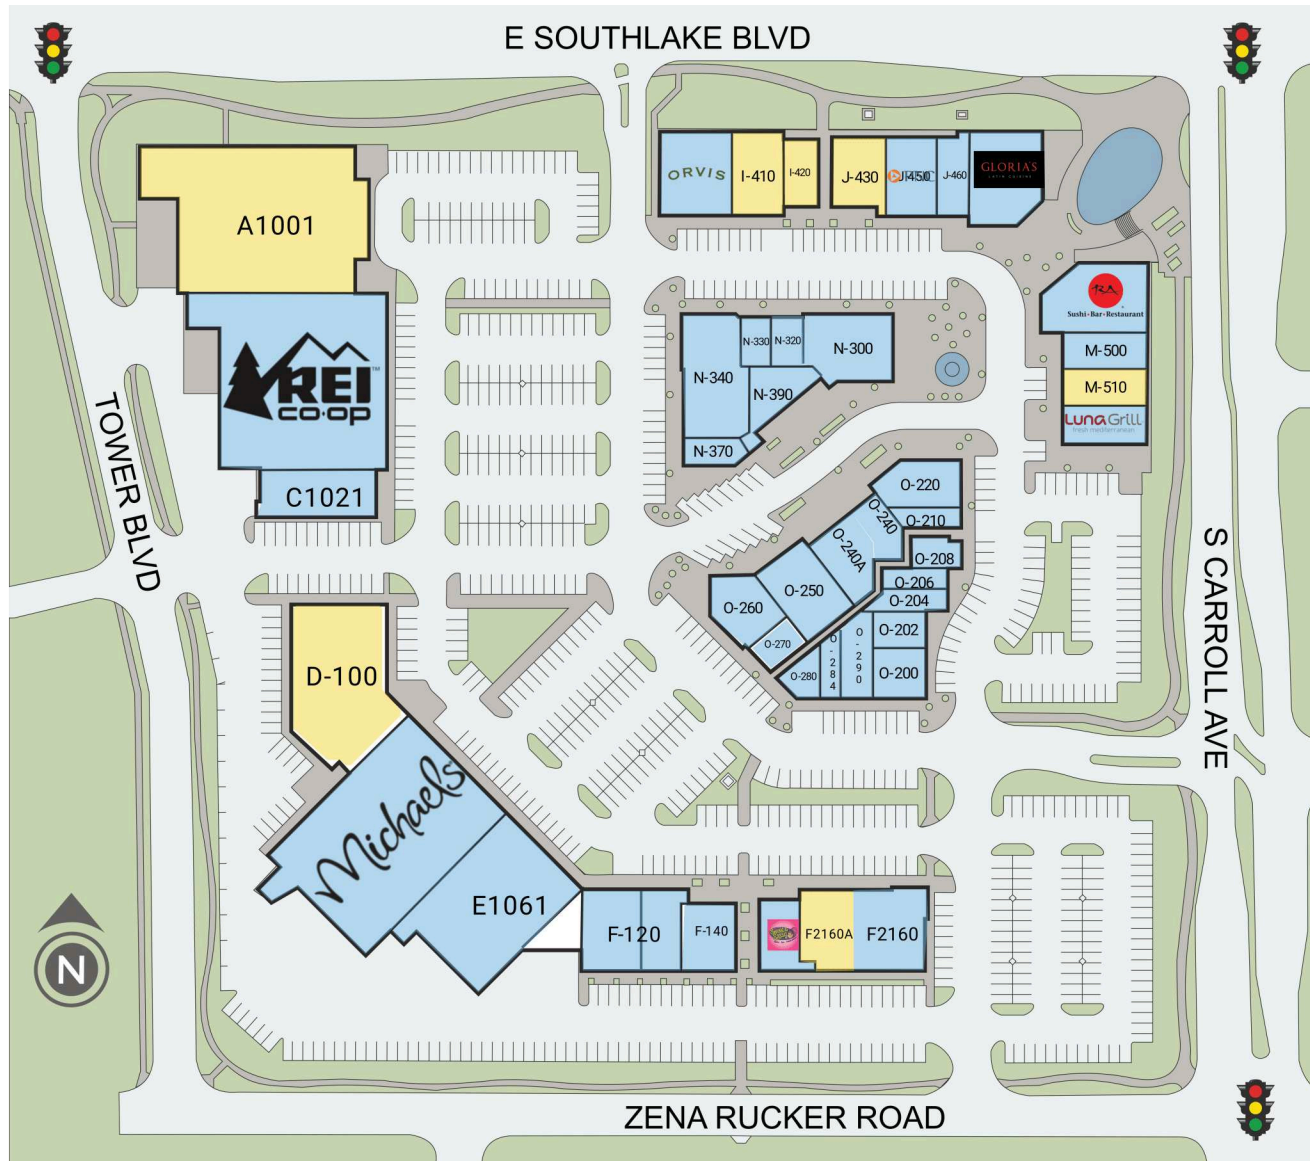 E SOUTHLAKE BLVD
ORVIS
I-410
I-420
J-430
J-450
J-460
GLORIA'S
LATIN CUISINE
A1001
RA
Sushi•Bar•Restaurant
M-500
M-510
Luna Grill
fresh mediterranean
N-330
N-320
N-300
N-340
N-390
N-370
REI
co·op
C1021
TOWER BLVD
O-220
O-210
O-240
O-240A
O-208
O-206
O-204
O-250
O-260
O-270
O-202
O-200
O-280
O-284
O-290
S CARROLL AVE
D-100
Michaels
E1061
F-120
F-140
F2160A
F2160
N
ZENA RUCKER ROAD